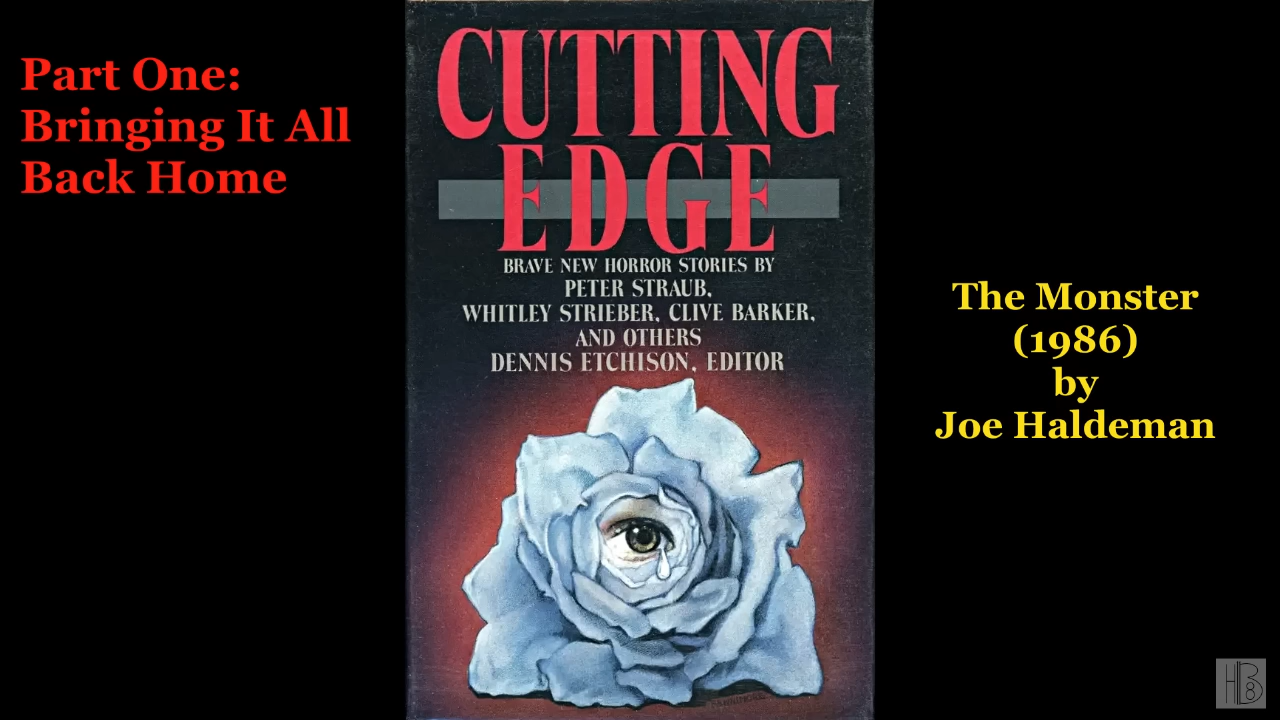 Part One:
Bringing It All
Back Home
CUTTING
EDGE
BRAVE NEW HORROR STORIES BY
PETER STRAUB,
WHITLEY STRIEBER, CLIVE BARKER,
AND OTHERS
DENNIS ETCHISON, EDITOR
The Monster
(1986)
by
Joe Haldeman